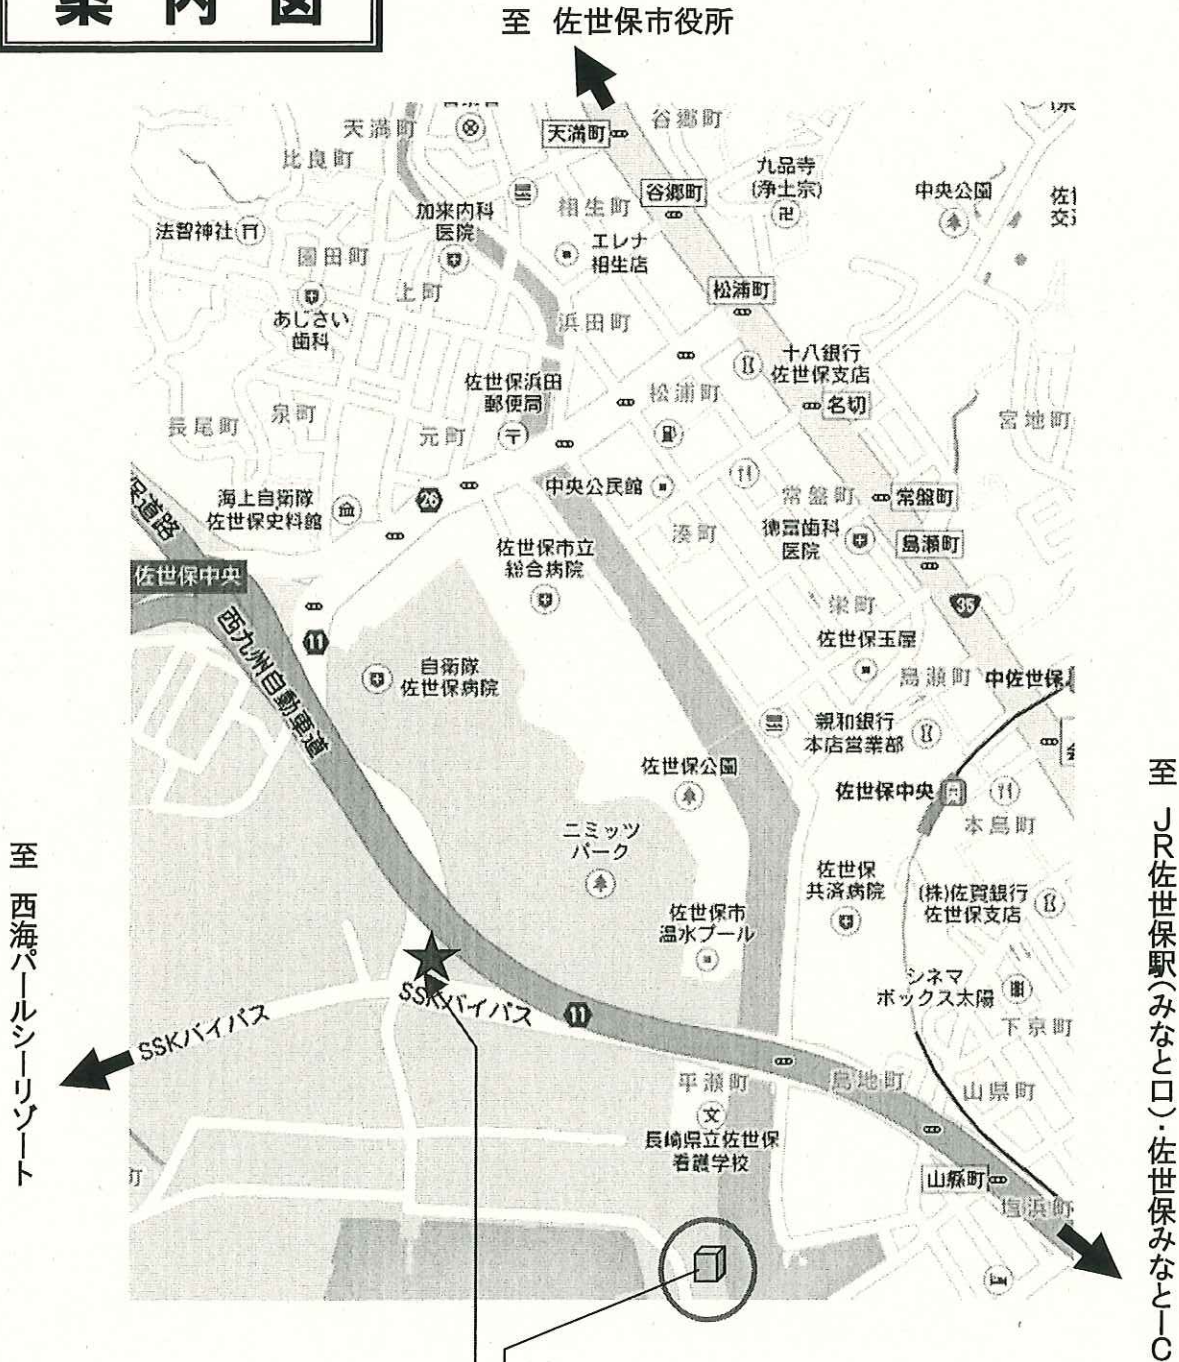 案内図
至 佐世保市役所
天満町
天満町
谷郷町
比良町
九品寺
(浄土宗)
谷郷町
中央公園
加来内科
医院
相生町
法智神社
エレナ
相生店
園田町
上町
松浦町
あじさい
歯科
浜田町
十八銀行
佐世保支店
佐世保浜田
郵便局
松浦町
名切
長尾町
泉町
元町
宮地町
中央公民館
常盤町
常盤町
海上自衛隊
佐世保史料館
26
湊町
徳冨歯科
医院
島瀬町
佐世保市立
総合病院
佐世保中央
栄町
35
11
西九州自動車道
佐世保玉屋
自衛隊
佐世保病院
島瀬町
中佐世保
親和銀行
本店営業部
佐世保公園
佐世保中央
本島町
ニミッツ
パーク
佐世保
共済病院
(株)佐賀銀行
佐世保支店
佐世保市
温水プール
シネマ
ボックス太陽
SSKバイパス
SSKバイパス
11
下京町
平瀬町
島地町
山県町
長崎県立佐世保
看護学校
山縣町
塩浜町
至 西海パールシーリゾート
至 JR佐世保駅(みなと口)・佐世保みなとIC